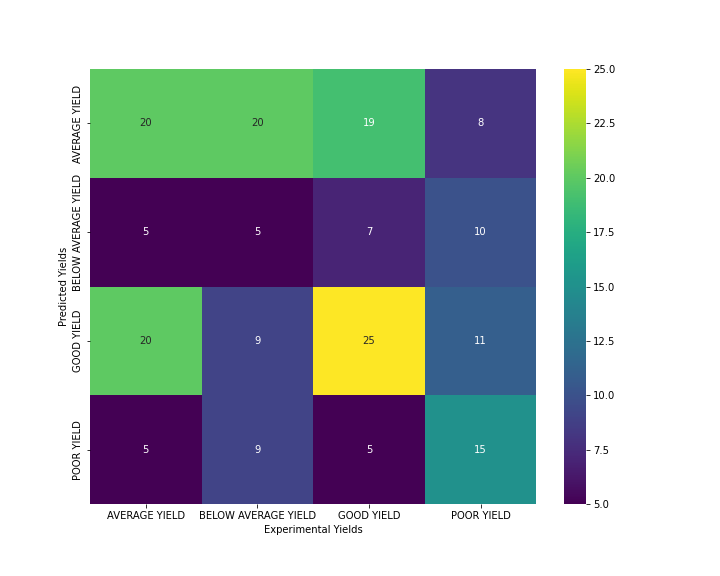 AVERAGE YIELD
20 20 19 8
BELOW AVERAGE YIELD
5 5 7 10
GOOD YIELD
20 9 25 11
POOR YIELD
5 9 5 15
Predicted Yields
AVERAGE YIELD BELOW AVERAGE YIELD GOOD YIELD POOR YIELD
Experimental Yields
25.0
22.5
20.0
17.5
15.0
12.5
10.0
7.5
5.0